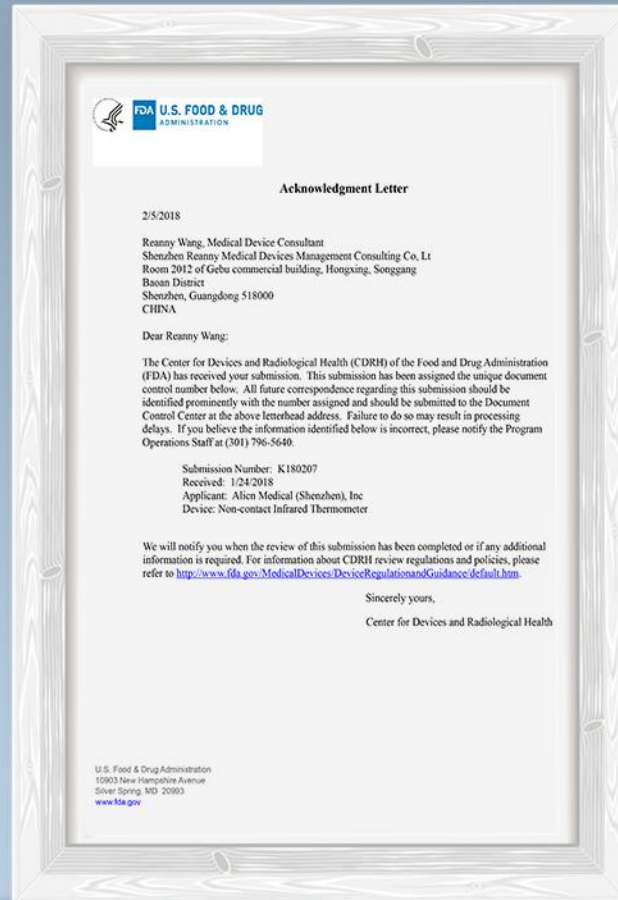 FDA U.S. FOOD & DRUG
ADMINISTRATION
Acknowledgment Letter
2/5/2018
Reanny Wang, Medical Device Consultant
Shenzhen Reanny Medical Devices Management Consulting Co, Lt
Room 2012 of Gebu commercial building, Hongxing, Songgang
Baoan District
Shenzhen, Guangdong 518000
CHINA
Dear Reanny Wang:
The Center for Devices and Radiological Health (CDRH) of the Food and Drug Administration
(FDA) has received your submission. This submission has been assigned the unique document
control number below. All future correspondence regarding this submission should be
identified prominently with the number assigned and should be submitted to the Document
Control Center at the above letterhead address. Failure to do so may result in processing
delays. If you believe the information identified below is incorrect, please notify the Program
Operations Staff at (301) 796-5640.
Submission Number: K180207
Received: 1/24/2018
Applicant: Alicn Medical (Shenzhen), Inc
Device: Non-contact Infrared Thermometer
We will notify you when the review of this submission has been completed or if any additional
information is required. For information about CDRH review regulations and policies, please
refer to http://www.fda.gov/MedicalDevices/DeviceRegulationandGuidance/default.htm.
Sincerely yours,
Center for Devices and Radiological Health
U.S. Food & Drug Administration
10903 New Hampshire Avenue
Silver Spring, MD 20993
www.fda.gov